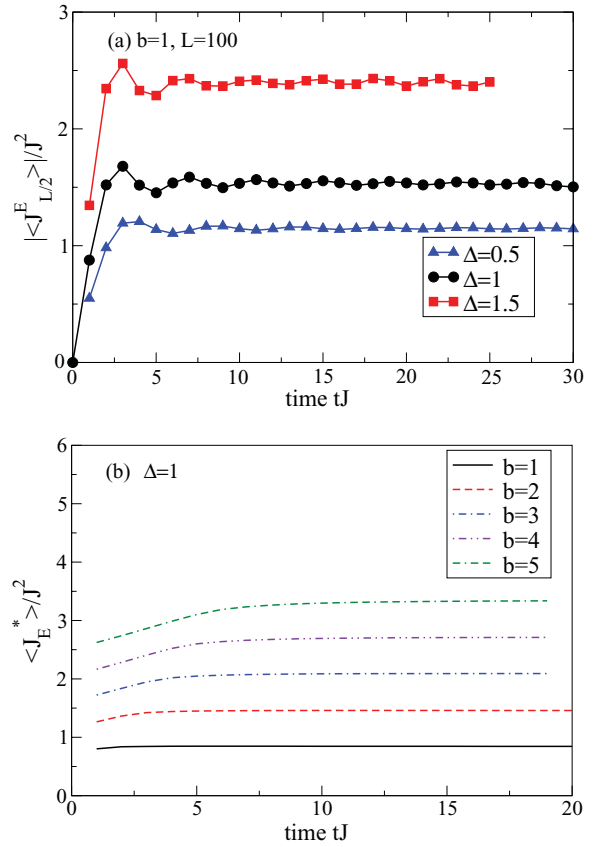 (a) b=1, L=100
|<J^E_{L/2}>|/J^2
3
2
1
0
Δ=0.5
Δ=1
Δ=1.5
0 5 10 15 20 25 30
time tJ
(b) Δ=1
<J_E^*>/J^2
6
5
4
3
2
1
0
b=1
b=2
b=3
b=4
b=5
0 5 10 15 20
time tJ